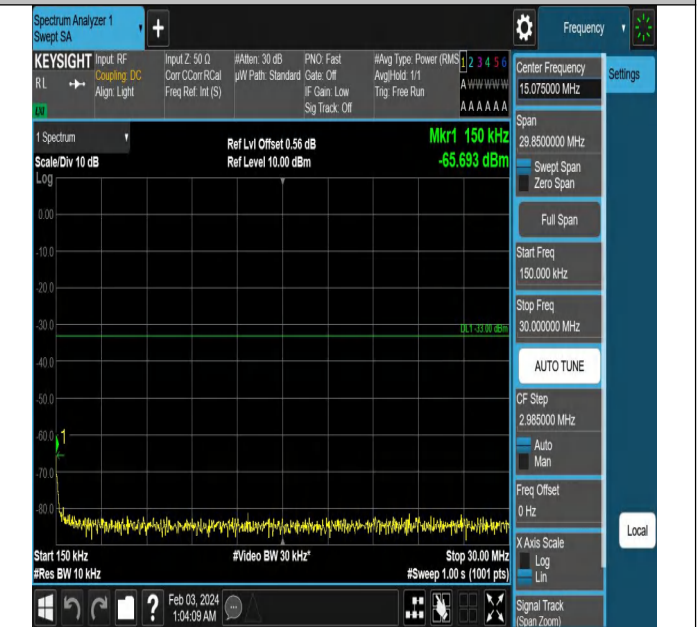 Spectrum Analyzer 1
Swept SA
Frequency
KEYSIGHT
RL
LXI
Input: RF
Coupling: DC
Align: Light
Input Z: 50 Ω
Corr CCorr RCal
Freq Ref: Int (S)
#Atten: 30 dB
µW Path: Standard
PNO: Fast
Gate: Off
IF Gain: Low
Sig Track: Off
#Avg Type: Power (RMS
Avg|Hold: 1/1
Trig: Free Run
1 2 3 4 5 6
A W W W W W
A A A A A A
1 Spectrum
Scale/Div 10 dB
Log
Ref Lvl Offset 0.56 dB
Ref Level 10.00 dBm
Mkr1 150 kHz
-65.693 dBm
0.00
-10.0
-20.0
-30.0
DL1 -33.00 dBm
-40.0
-50.0
-60.0
1
-70.0
-80.0
Start 150 kHz
#Video BW 30 kHz*
Stop 30.00 MHz
#Res BW 10 kHz
#Sweep 1.00 s (1001 pts)
Feb 03, 2024
1:04:09 AM
Center Frequency
15.075000 MHz
Settings
Span
29.8500000 MHz
Swept Span
Zero Span
Full Span
Start Freq
150.000 kHz
Stop Freq
30.000000 MHz
AUTO TUNE
CF Step
2.985000 MHz
Auto
Man
Freq Offset
0 Hz
Local
X Axis Scale
Log
Lin
Signal Track
(Span Zoom)